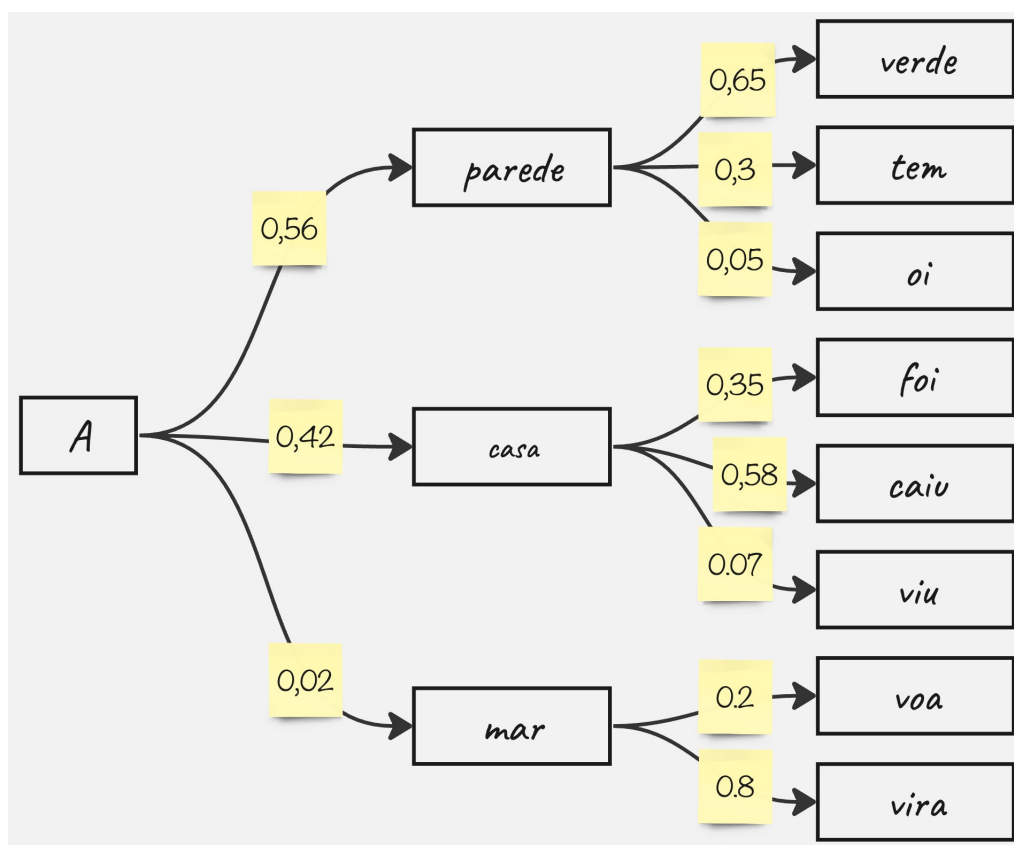 A
0,56
0,42
0,02
parede
casa
mar
0,65
0,3
0,05
0,35
0,58
0.07
0.2
0.8
verde
tem
oi
foi
caiu
viu
voa
vira